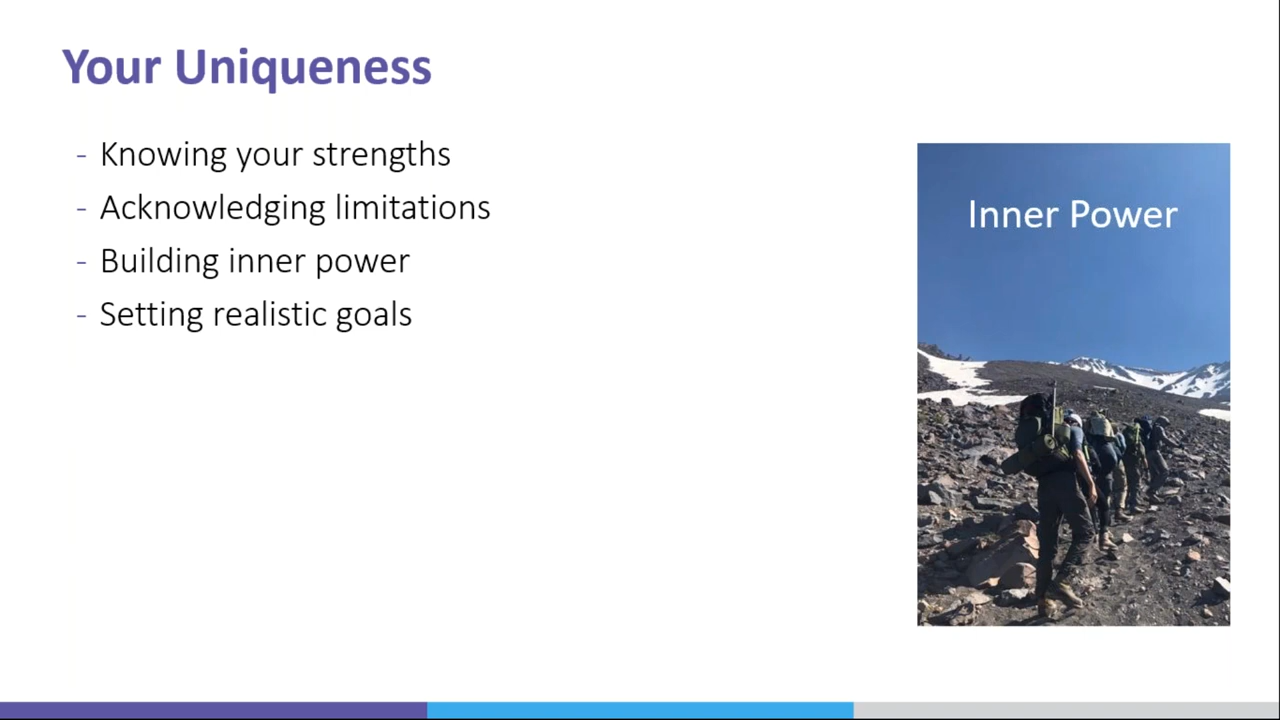 Your Uniqueness
- Knowing your strengths
- Acknowledging limitations
- Building inner power
- Setting realistic goals
Inner Power